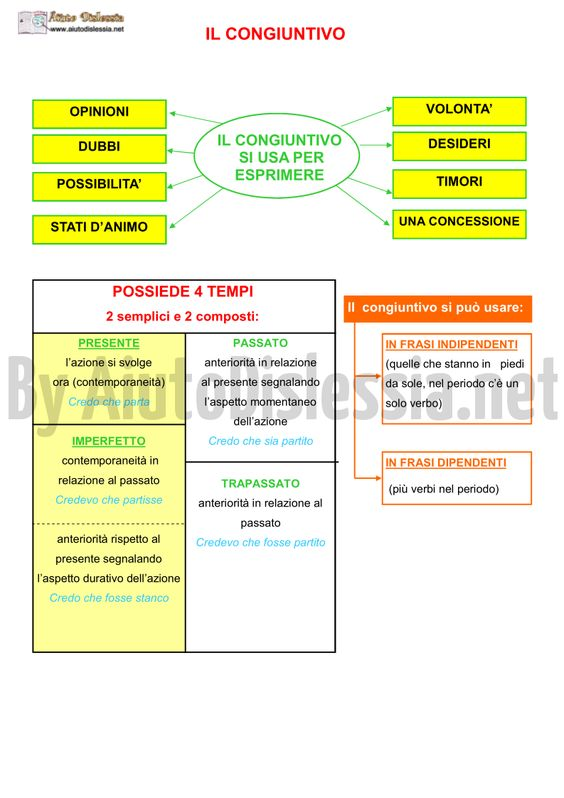 Aiuto Dislessia
www.aiutodislessia.net
IL CONGIUNTIVO
OPINIONI
DUBBI
POSSIBILITA’
STATI D’ANIMO
IL CONGIUNTIVO
SI USA PER
ESPRIMERE
VOLONTA’
DESIDERI
TIMORI
UNA CONCESSIONE
POSSIEDE 4 TEMPI
2 semplici e 2 composti:
PRESENTE
l’azione si svolge
ora (contemporaneità)
Credo che parta
IMPERFETTO
contemporaneità in
relazione al passato
Credevo che partisse
anteriorità rispetto al
presente segnalando
l’aspetto durativo dell’azione
Credo che fosse stanco
PASSATO
anteriorità in relazione
al presente segnalando
l’aspetto momentaneo
dell’azione
Credo che sia partito
TRAPASSATO
anteriorità in relazione al
passato
Credevo che fosse partito
Il congiuntivo si può usare:
IN FRASI INDIPENDENTI
(quelle che stanno in piedi
da sole, nel periodo c’è un
solo verbo)
IN FRASI DIPENDENTI
(più verbi nel periodo)
By AiutoDislessia.net